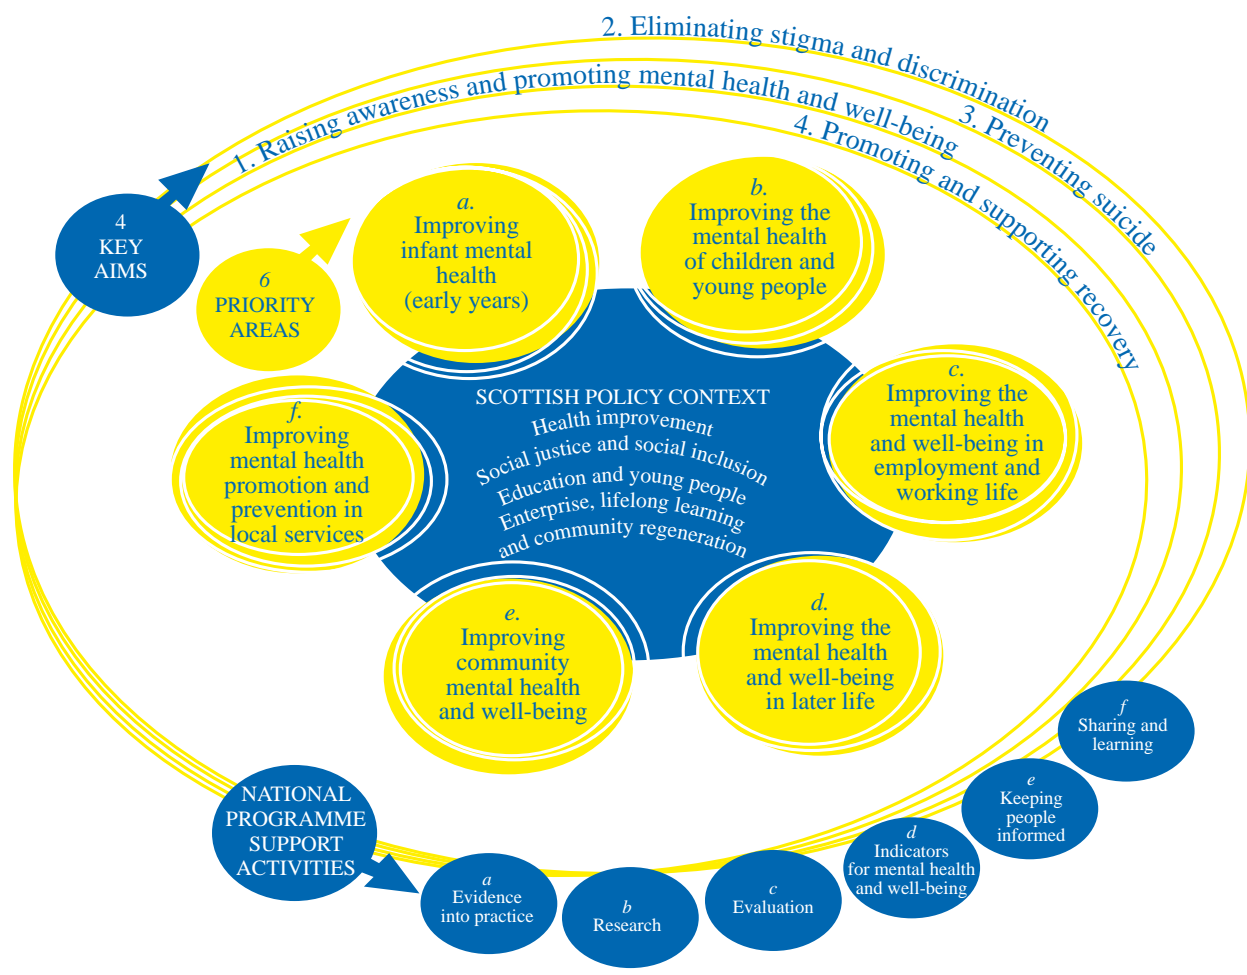 2. Eliminating stigma and discrimination
1. Raising awareness and promoting mental health and well-being
3. Preventing suicide
4. Promoting and supporting recovery
4
KEY
AIMS
6
PRIORITY
AREAS
a.
Improving
infant mental
health
(early years)
b.
Improving the
mental health
of children and
young people
c.
Improving the
mental health
and well-being in
employment and
working life
d.
Improving the
mental health
and well-being
in later life
e.
Improving
community
mental health
and well-being
f.
Improving
mental health
promotion and
prevention in
local services
SCOTTISH POLICY CONTEXT
Health improvement
Social justice and social inclusion
Education and young people
Enterprise, lifelong learning
and community regeneration
NATIONAL
PROGRAMME
SUPPORT
ACTIVITIES
a
Evidence
into practice
b
Research
c
Evaluation
d
Indicators
for mental health
and well-being
e
Keeping
people
informed
f
Sharing and
learning